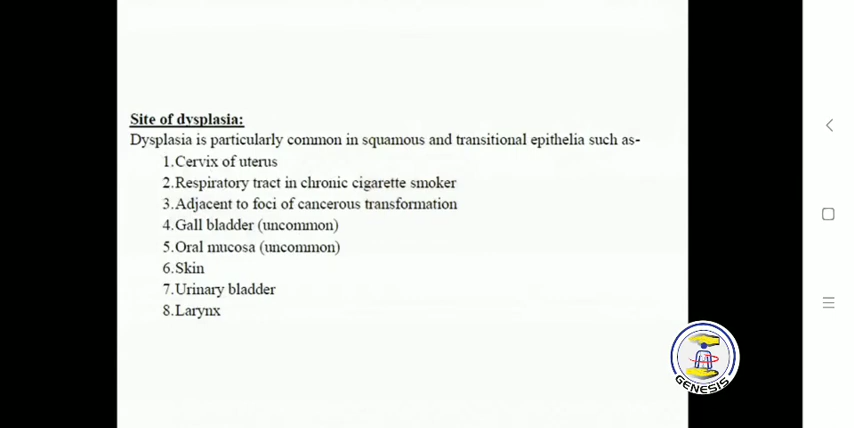 Site of dysplasia:
Dysplasia is particularly common in squamous and transitional epithelia such as-
1.Cervix of uterus
2.Respiratory tract in chronic cigarette smoker
3.Adjacent to foci of cancerous transformation
4.Gall bladder (uncommon)
5.Oral mucosa (uncommon)
6.Skin
7.Urinary bladder
8.Larynx
GENESIS